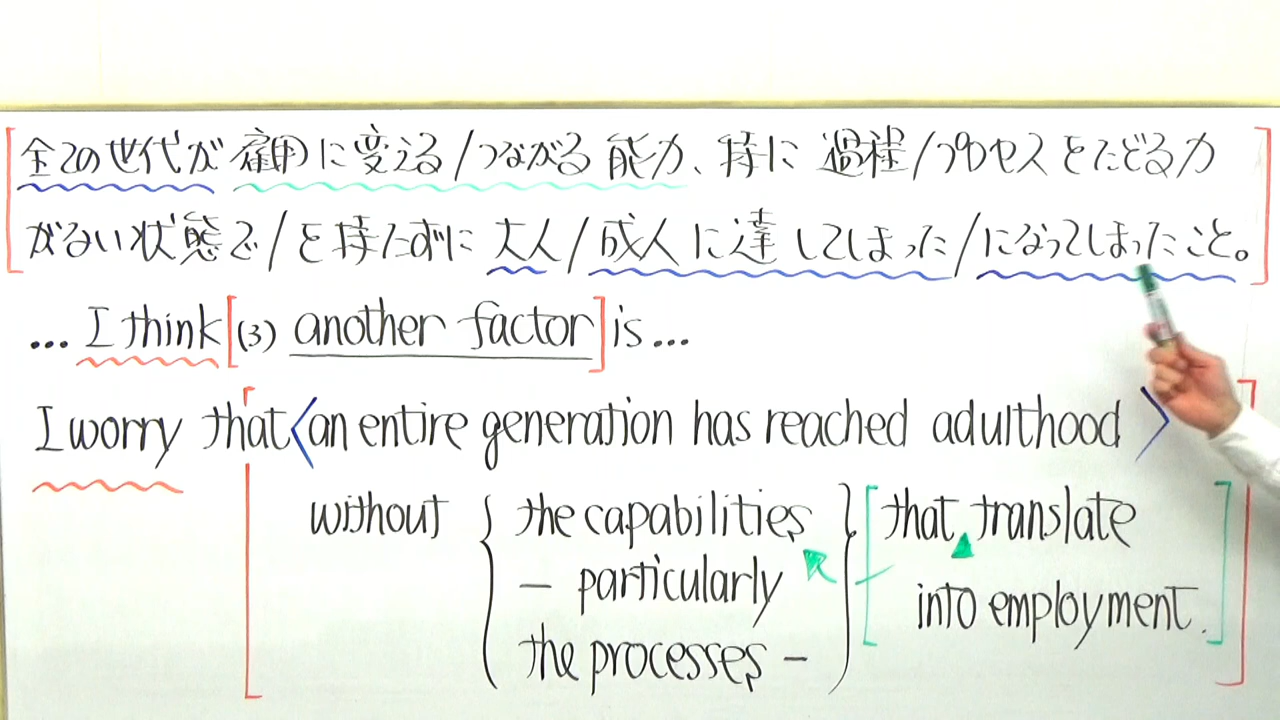 [全ての世代が雇用に変える/つながる能力、特に過程/プロセスをたどる力
がない状態で/を持たずに大人/成人に達してしまった/になってしまったこと。]
... I think [(3) another factor] is ...
I worry that <an entire generation has reached adulthood>
without { the capabilities } [that translate
— particularly into employment.]
the processes –